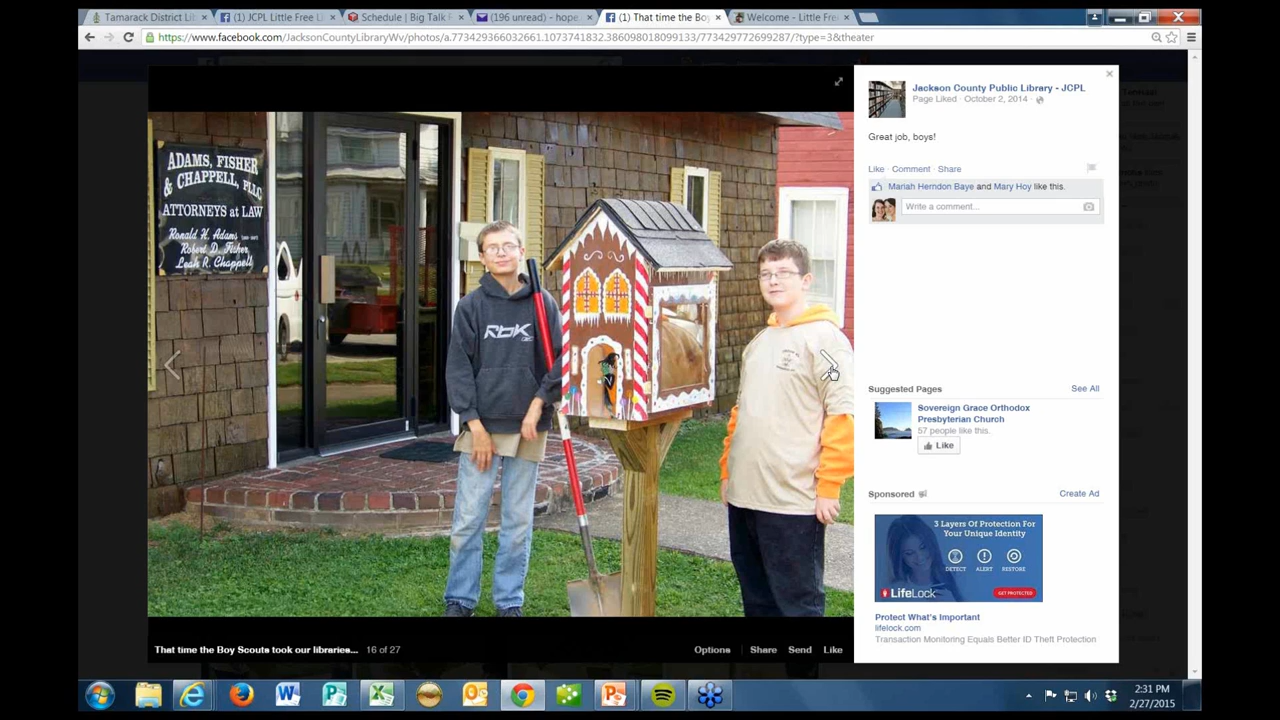 Tamarack District Lib
(1) JCPL Little Free Li
Schedule | Big Talk F
(196 unread) - hope.
(1) That time the Boy
Welcome - Little Free
https://www.facebook.com/JacksonCountyLibraryWv/photos/a.773429366032661.1073741832.386098018099133/773429772699287/?type=3&theater
ADAMS, FISHER
& CHAPPELL, PLLC
ATTORNEYS at LAW
Ronald H. Adams
Robert D. Fisher
Leah R. Chappell
RBK
Jackson County Public Library - JCPL
Page Liked · October 2, 2014 ·
Great job, boys!
Like Comment Share
Mariah Herndon Baye and Mary Hoy like this.
Write a comment...
Suggested Pages See All
Sovereign Grace Orthodox
Presbyterian Church
57 people like this.
Like
Sponsored Create Ad
3 Layers Of Protection For
Your Unique Identity
DETECT ALERT RESTORE
LifeLock GET PROTECTED
Protect What's Important
lifelock.com
Transaction Monitoring Equals Better ID Theft Protection
That time the Boy Scouts took our libraries... 16 of 27
Options Share Send Like
2:31 PM
2/27/2015